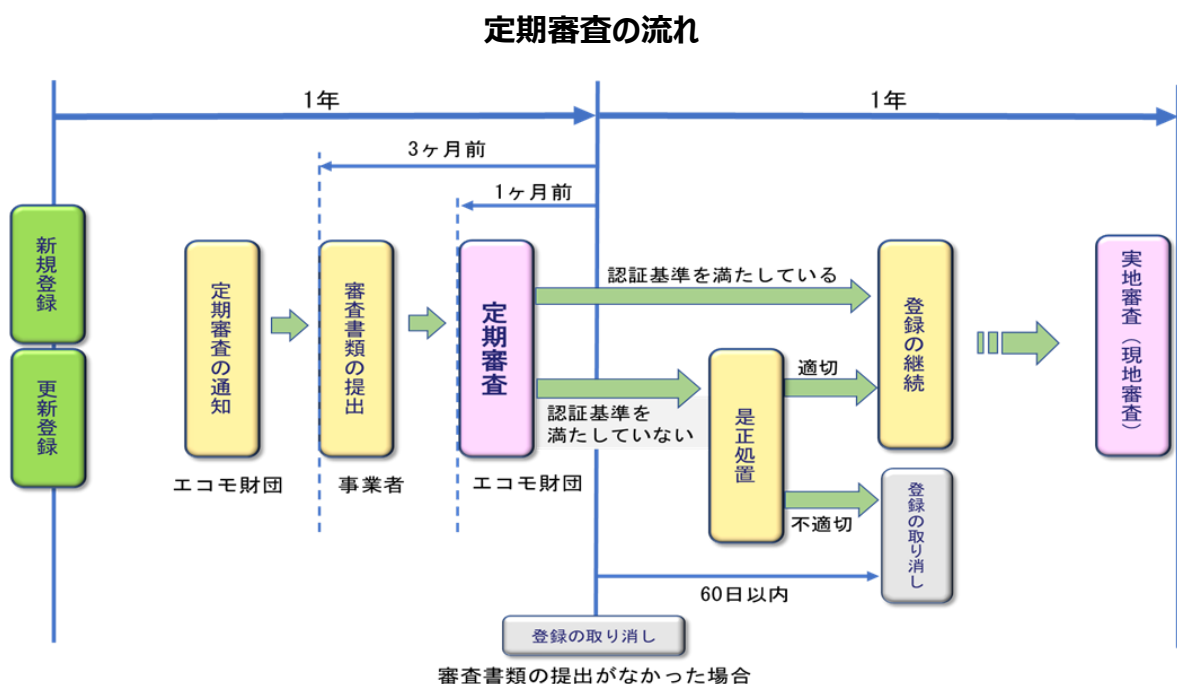 定期審査の流れ
1年
1年
3ヶ月前
1ヶ月前
新規登録
更新登録
定期審査の通知
エコモ財団
審査書類の提出
事業者
定期審査
エコモ財団
認証基準を満たしている
認証基準を
満たしていない
是正処置
適切
不適切
登録の継続
登録の取り消し
60日以内
実地審査（現地審査）
登録の取り消し
審査書類の提出がなかった場合